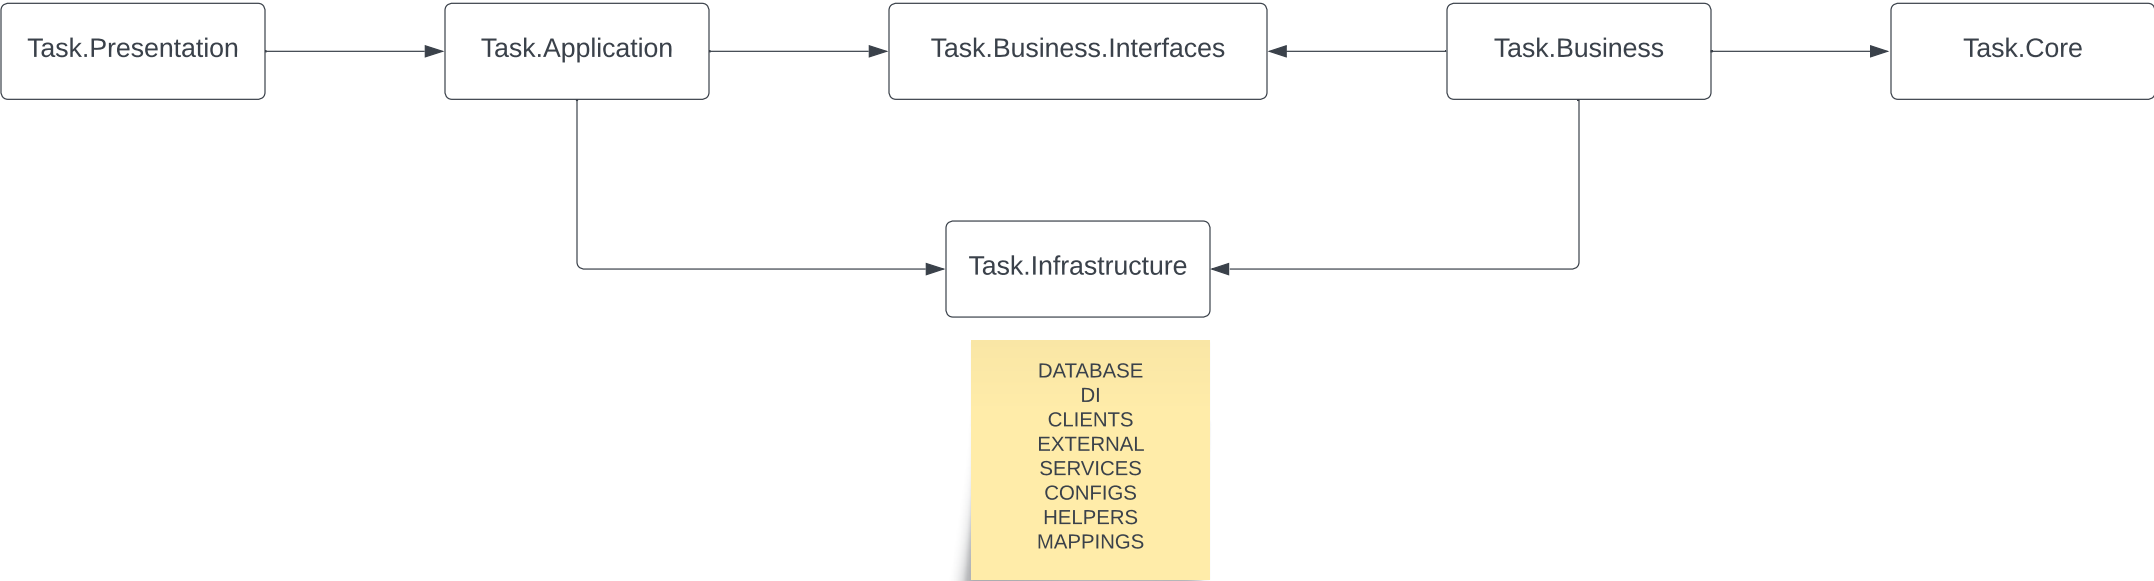 Task.Presentation
Task.Application
Task.Business.Interfaces
Task.Business
Task.Core
Task.Infrastructure
DATABASE
DI
CLIENTS
EXTERNAL
SERVICES
CONFIGS
HELPERS
MAPPINGS